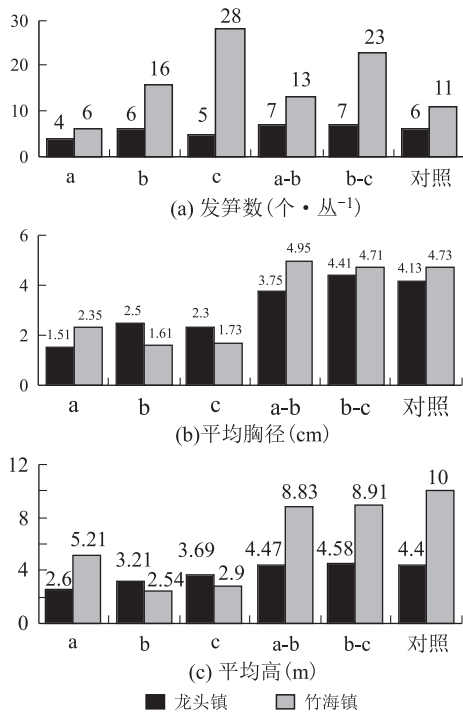 30
20
10
0
4
6
6
16
5
28
7
13
7
23
6
11
a
b
c
a-b
b-c
对照
(a) 发笋数(个·丛⁻¹)
6
4
2
0
1.51
2.35
2.5
1.61
2.3
1.73
3.75
4.95
4.41
4.71
4.13
4.73
a
b
c
a-b
b-c
对照
(b)平均胸径(cm)
12
8
4
0
2.6
5.21
3.21
2.54
3.69
2.9
4.47
8.83
4.58
8.91
4.4
10
a
b
c
a-b
b-c
对照
(c) 平均高(m)
龙头镇
竹海镇